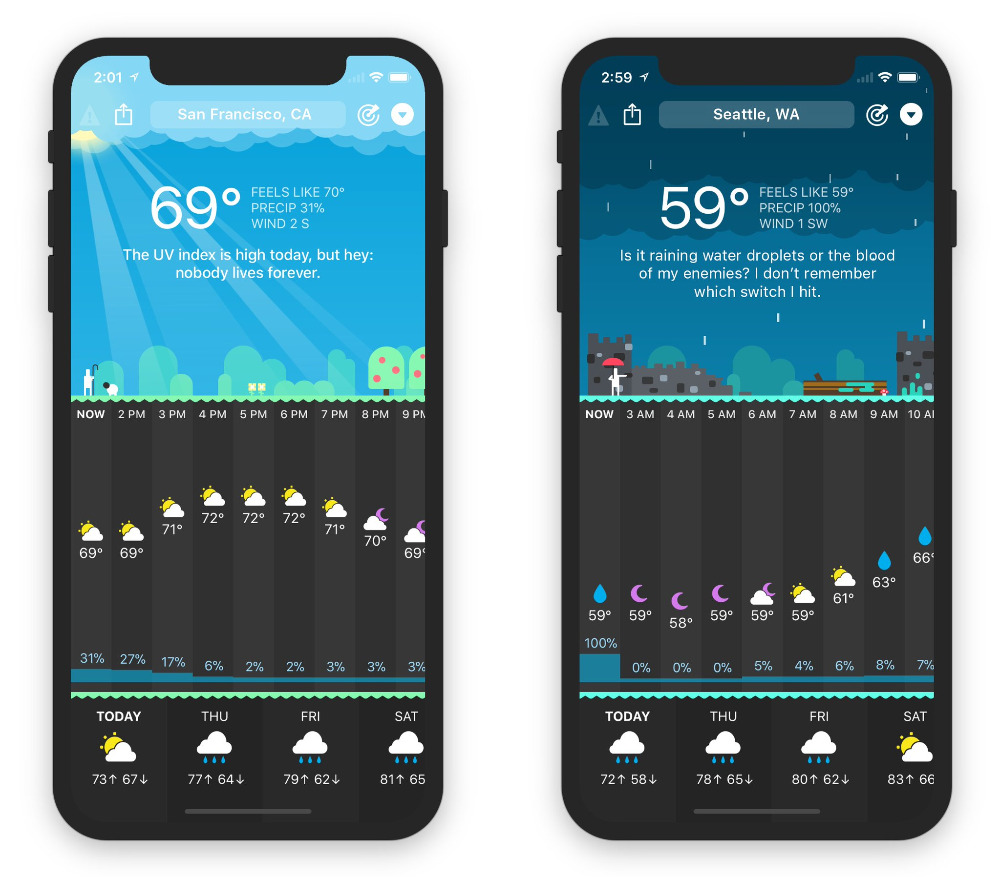 2:01
San Francisco, CA
69°
FEELS LIKE 70°
PRECIP 31%
WIND 2 S
The UV index is high today, but hey:
nobody lives forever.
NOW 2 PM 3 PM 4 PM 5 PM 6 PM 7 PM 8 PM 9 PM
69° 69° 71° 72° 72° 72° 71° 70° 69°
31% 27% 17% 6% 2% 2% 3% 3% 3%
TODAY THU FRI SAT
73↑ 67↓ 77↑ 64↓ 79↑ 62↓ 81↑ 65
2:59
Seattle, WA
59°
FEELS LIKE 59°
PRECIP 100%
WIND 1 SW
Is it raining water droplets or the blood
of my enemies? I don’t remember
which switch I hit.
NOW 3 AM 4 AM 5 AM 6 AM 7 AM 8 AM 9 AM 10 A
59° 59° 58° 59° 59° 59° 61° 63° 66°
100% 0% 0% 0% 5% 4% 6% 8% 7%
TODAY THU FRI SAT
72↑ 58↓ 78↑ 65↓ 80↑ 62↓ 83↑ 66